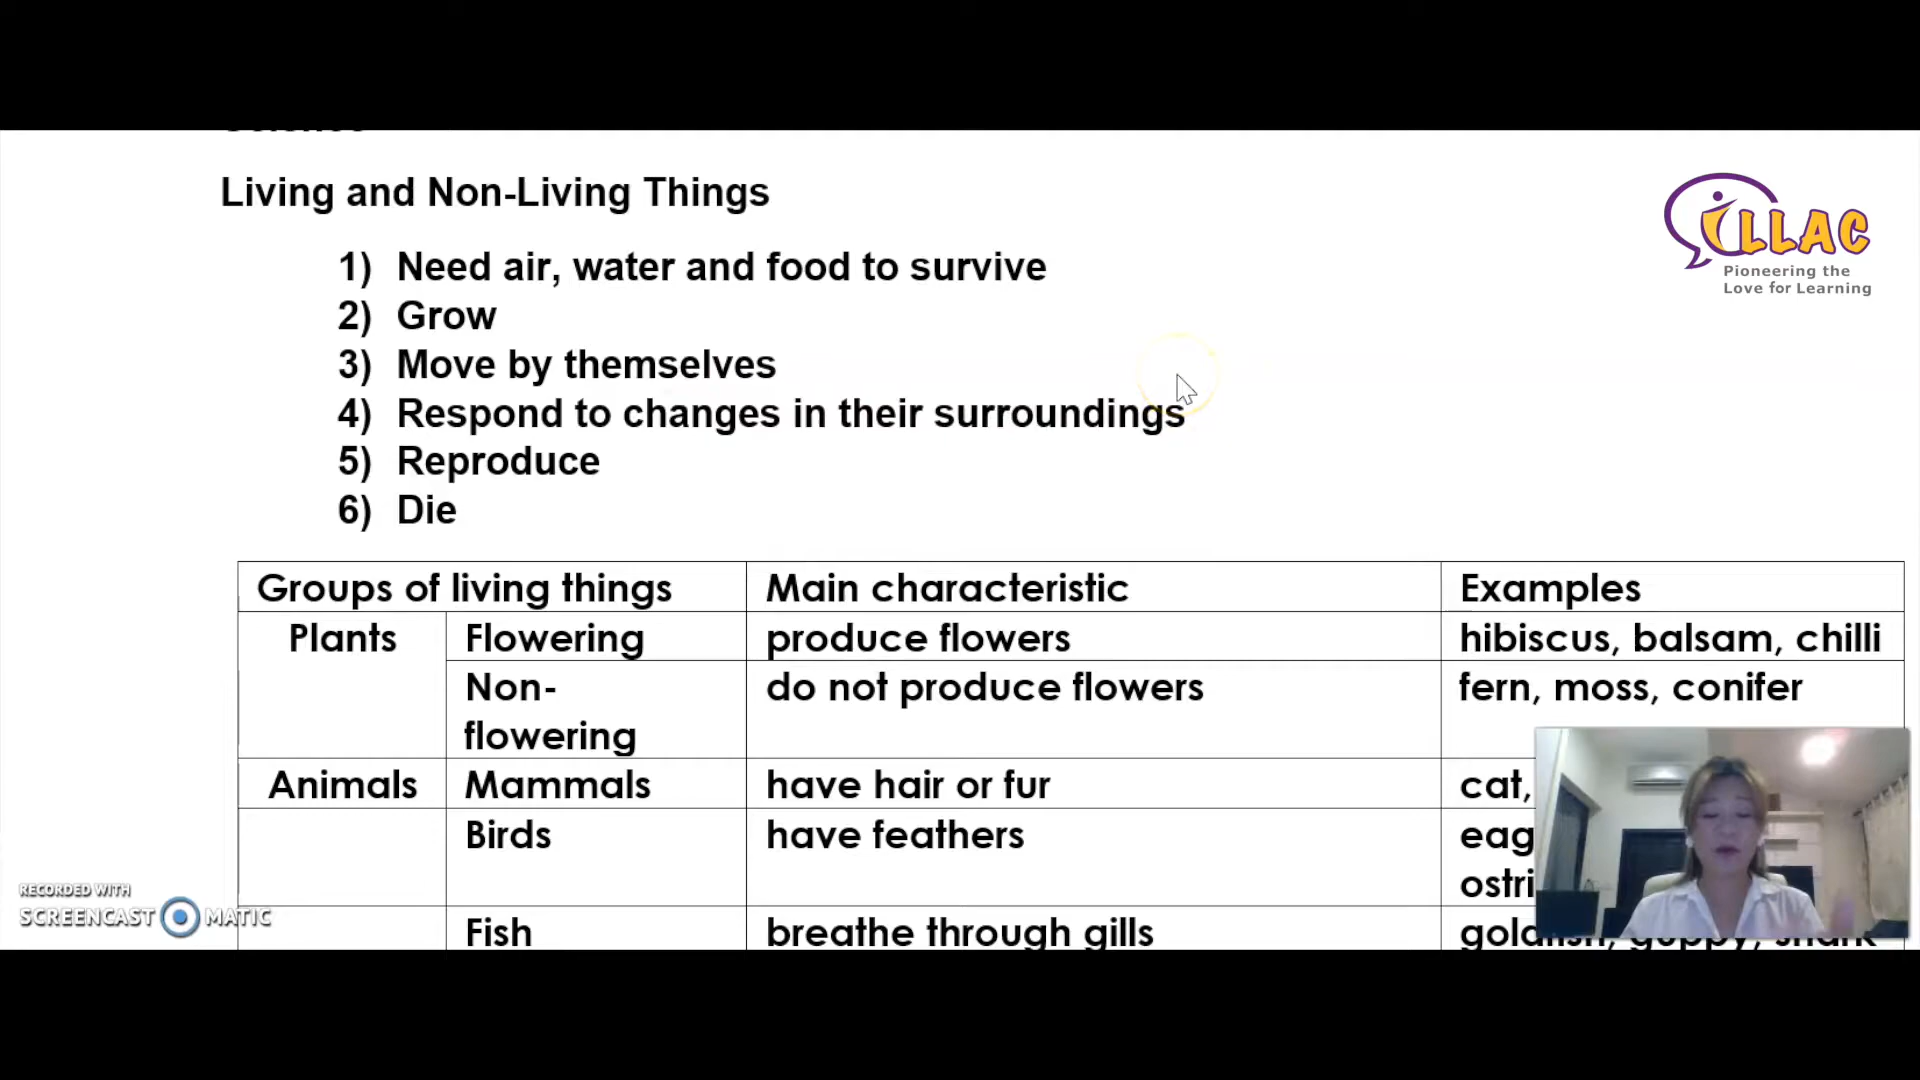 Living and Non-Living Things
iLLAC
Pioneering the
Love for Learning
1) Need air, water and food to survive
2) Grow
3) Move by themselves
4) Respond to changes in their surroundings
5) Reproduce
6) Die
Groups of living things Main characteristic Examples
Plants Flowering produce flowers hibiscus, balsam, chilli
Non- do not produce flowers fern, moss, conifer
flowering
Animals Mammals have hair or fur cat,
Birds have feathers
Fish breathe through gills
RECORDED WITH
SCREENCAST MATIC